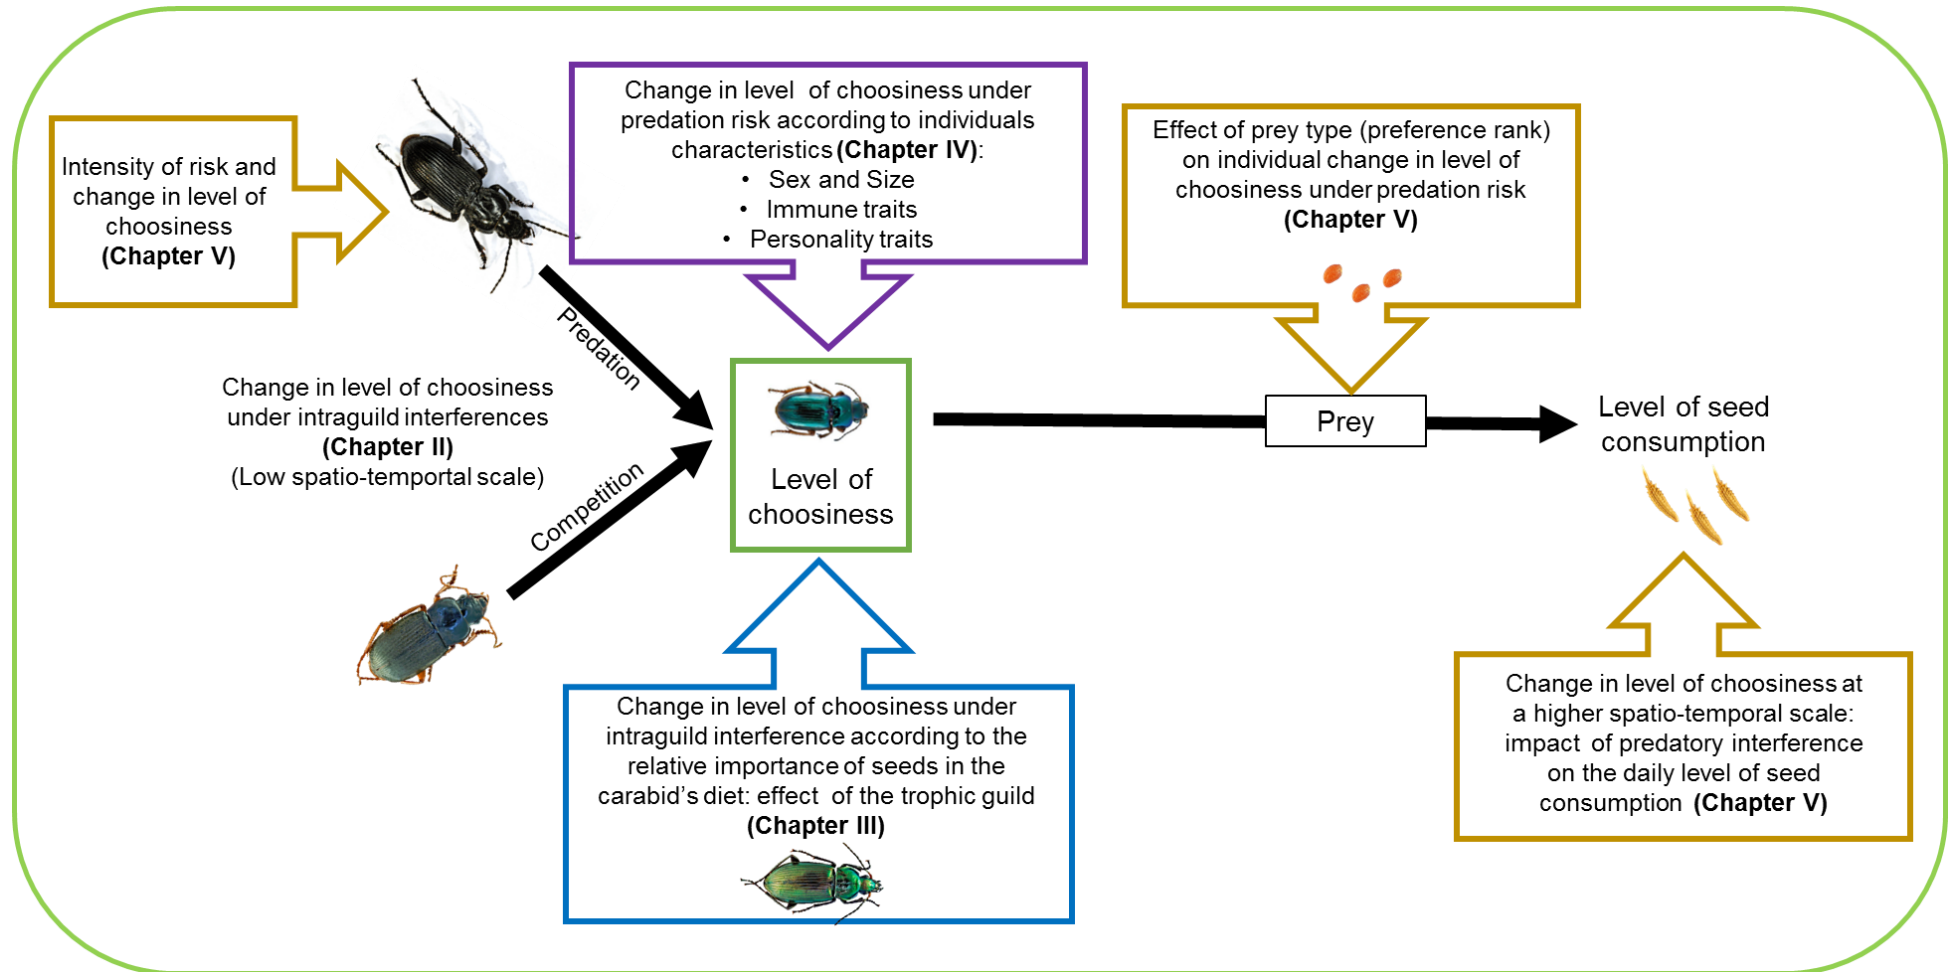 Change in level of choosiness under
predation risk according to individuals
characteristics (Chapter IV):
• Sex and Size
• Immune traits
• Personality traits
Effect of prey type (preference rank)
on individual change in level of
choosiness under predation risk
(Chapter V)
Intensity of risk and
change in level of
choosiness
(Chapter V)
Predation
Change in level of choosiness
under intraguild interferences
(Chapter II)
(Low spatio-temportal scale)
Competition
Level of
choosiness
Prey
Level of seed
consumption
Change in level of choosiness under
intraguild interference according to the
relative importance of seeds in the
carabid's diet: effect of the trophic guild
(Chapter III)
Change in level of choosiness at
a higher spatio-temporal scale:
impact of predatory interference
on the daily level of seed
consumption (Chapter V)